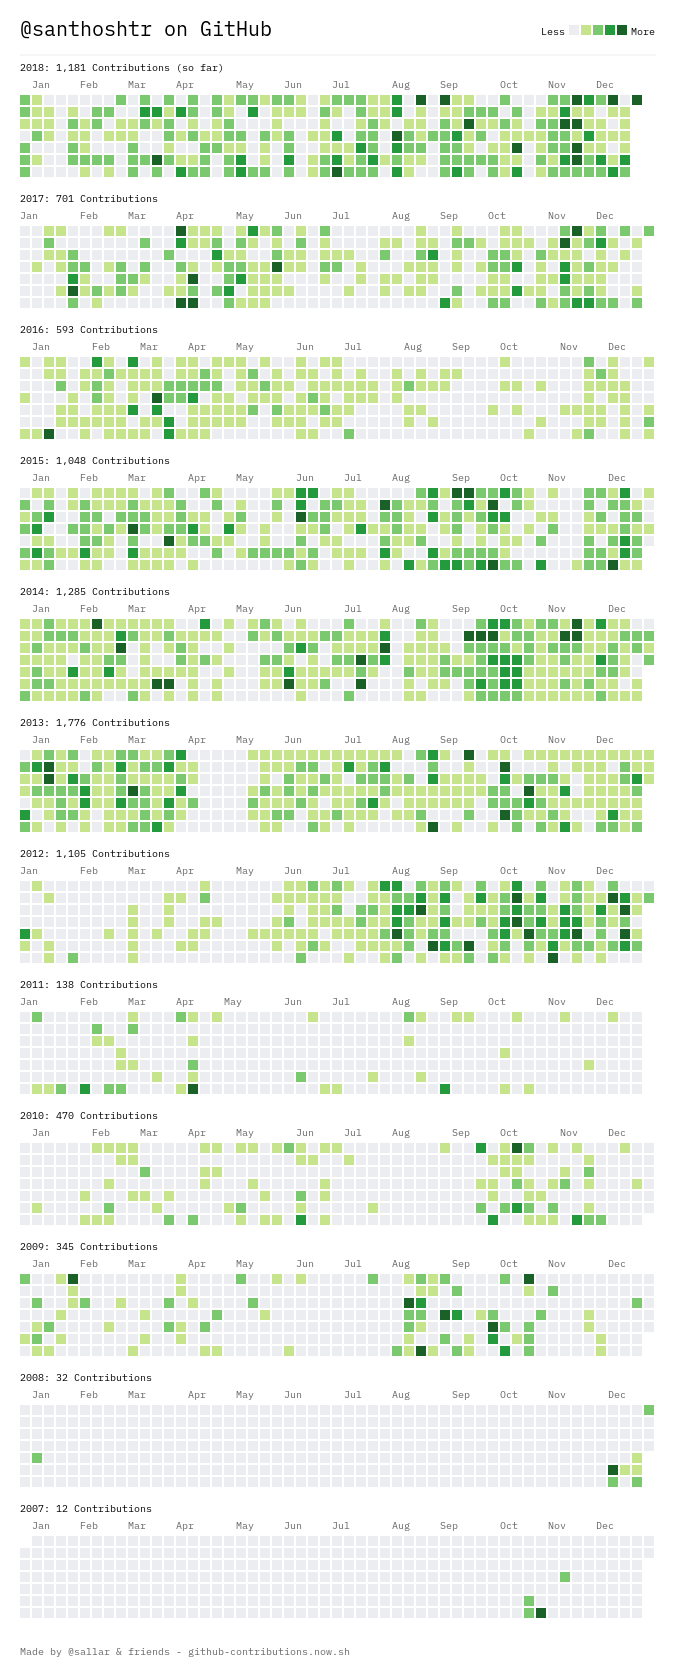 @santhoshtr on GitHub
Less More
2018: 1,181 Contributions (so far)
Jan Feb Mar Apr May Jun Jul Aug Sep Oct Nov Dec
2017: 701 Contributions
Jan Feb Mar Apr May Jun Jul Aug Sep Oct Nov Dec
2016: 593 Contributions
Jan Feb Mar Apr May Jun Jul Aug Sep Oct Nov Dec
2015: 1,048 Contributions
Jan Feb Mar Apr May Jun Jul Aug Sep Oct Nov Dec
2014: 1,285 Contributions
Jan Feb Mar Apr May Jun Jul Aug Sep Oct Nov Dec
2013: 1,776 Contributions
Jan Feb Mar Apr May Jun Jul Aug Sep Oct Nov Dec
2012: 1,105 Contributions
Jan Feb Mar Apr May Jun Jul Aug Sep Oct Nov Dec
2011: 138 Contributions
Jan Feb Mar Apr May Jun Jul Aug Sep Oct Nov Dec
2010: 470 Contributions
Jan Feb Mar Apr May Jun Jul Aug Sep Oct Nov Dec
2009: 345 Contributions
Jan Feb Mar Apr May Jun Jul Aug Sep Oct Nov Dec
2008: 32 Contributions
Jan Feb Mar Apr May Jun Jul Aug Sep Oct Nov Dec
2007: 12 Contributions
Jan Feb Mar Apr May Jun Jul Aug Sep Oct Nov Dec
Made by @sallar & friends - github-contributions.now.sh